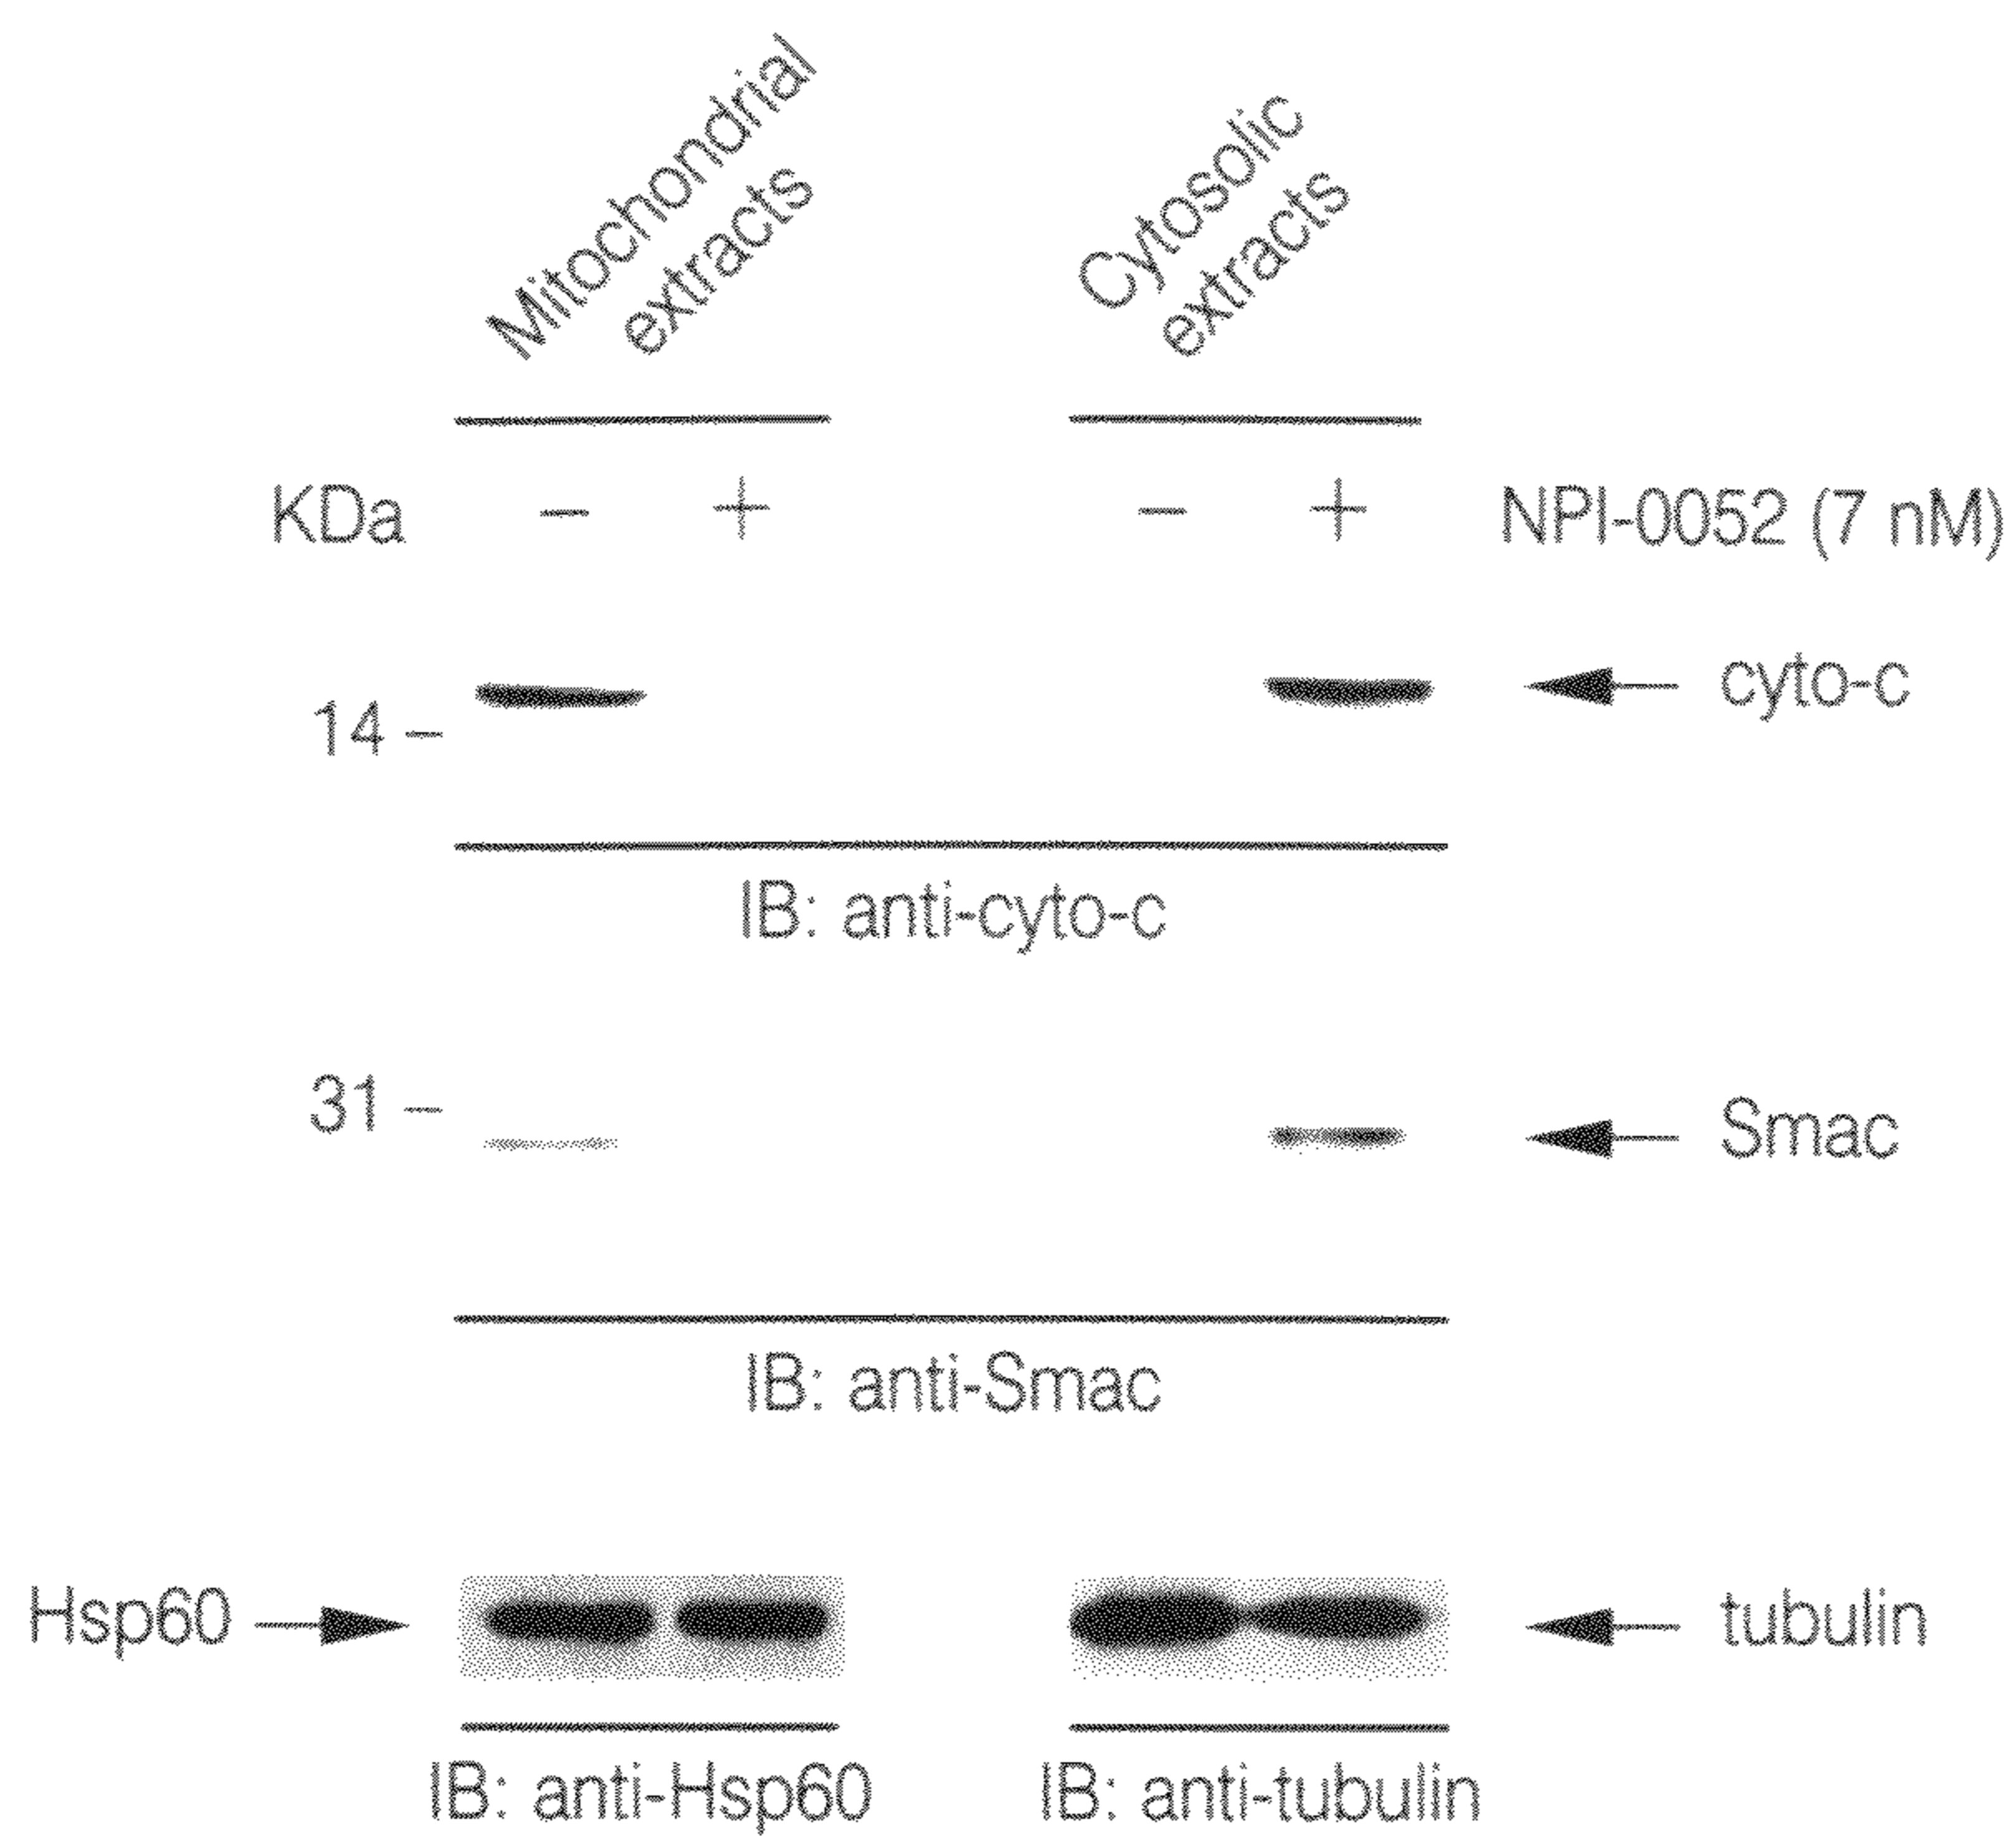 Mitochondrial
extracts
Cytosolic
extracts
KDa – + – + NPI-0052 (7 nM)
cyto-c
14 –
IB: anti-cyto-c
31 –
Smac
IB: anti-Smac
Hsp60
tubulin
IB: anti-Hsp60
IB: anti-tubulin